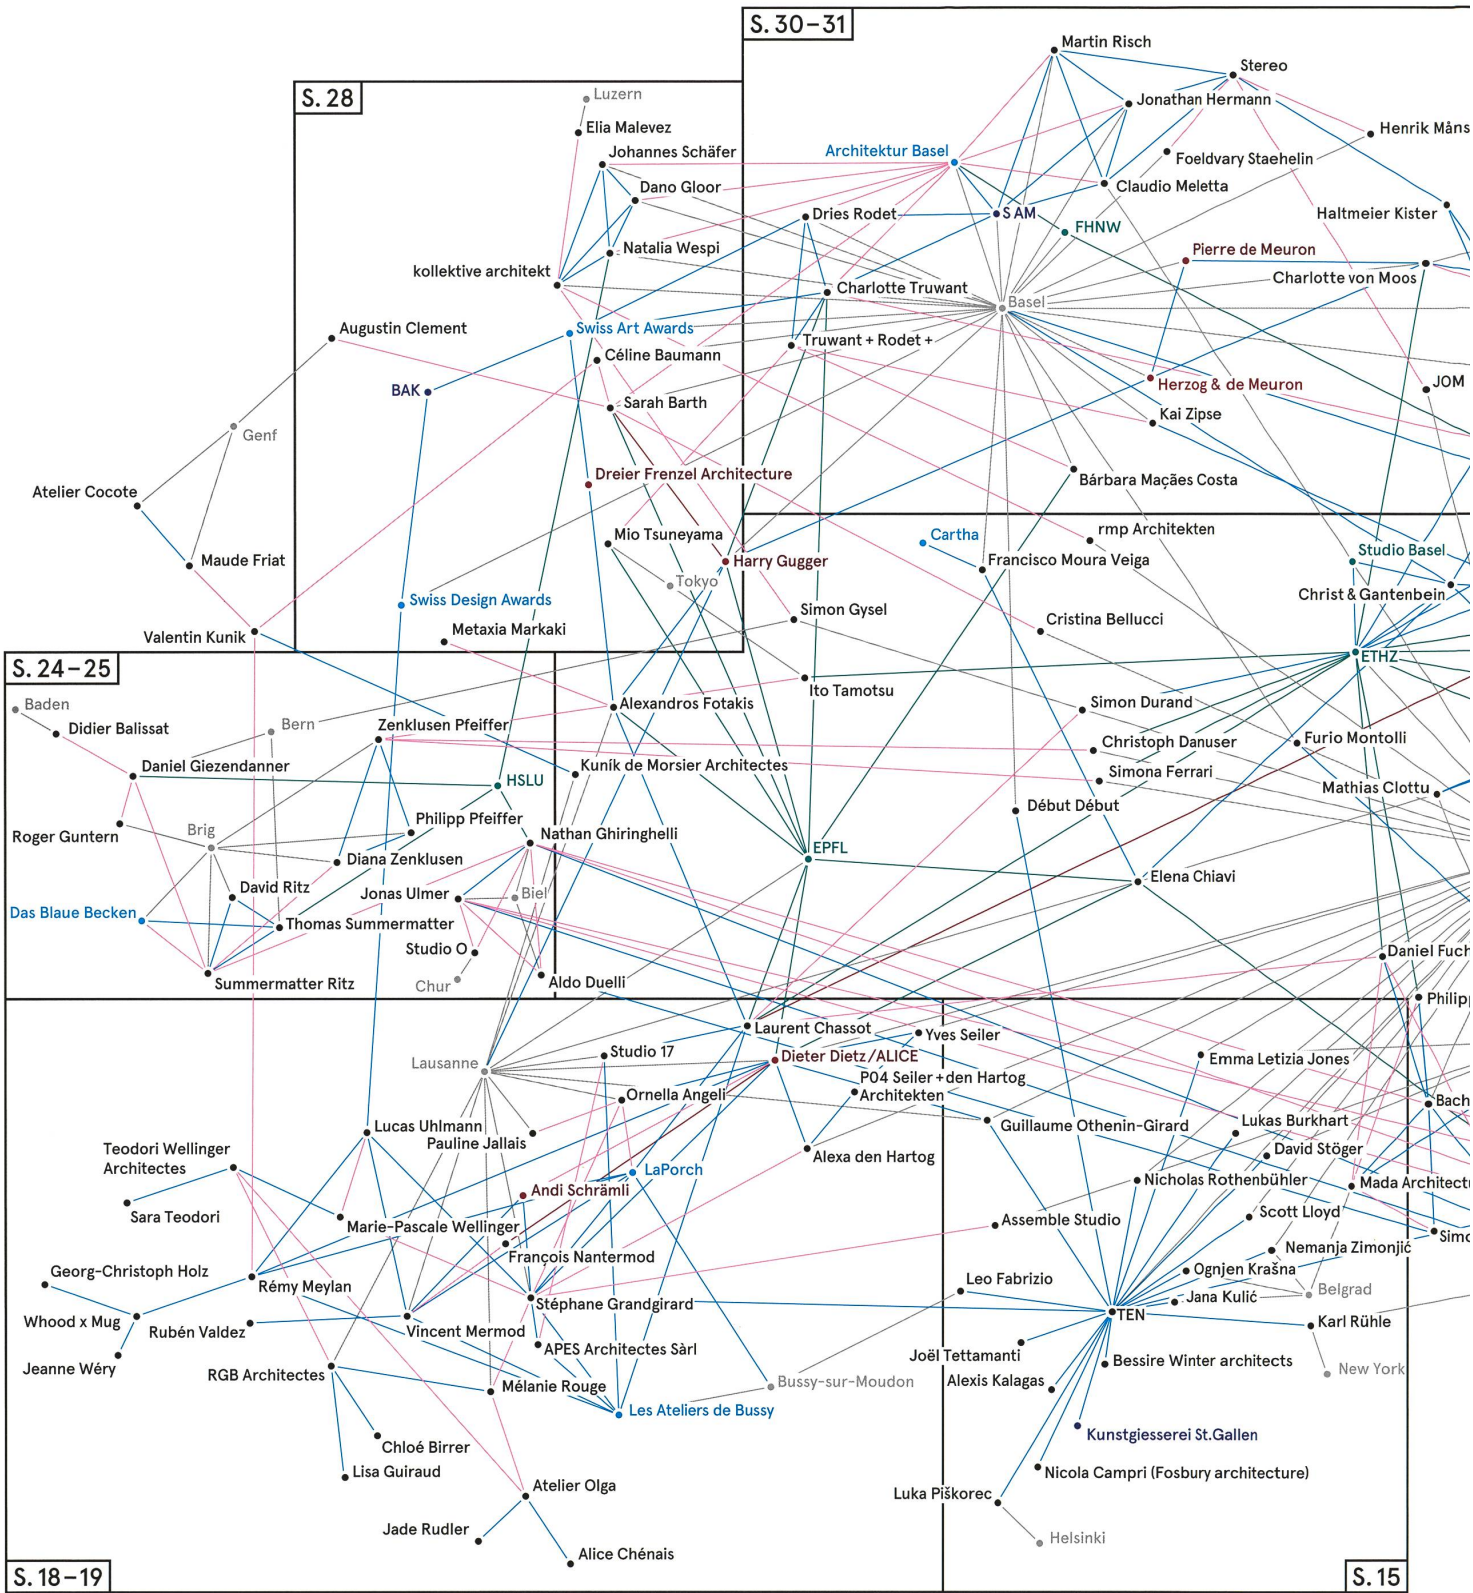 S. 30–31
Martin Risch
Stereo
S. 28
Luzern
Jonathan Hermann
Elia Malevez
Henrik Måns
Johannes Schäfer
Architektur Basel
Foeldvary Staehelin
Dano Gloor
Claudio Meletta
Dries Rodet
S AM
FHNW
Haltmeier Kister
Natalia Wespi
Pierre de Meuron
kollektive architekt
Charlotte von Moos
Charlotte Truwant
Basel
Augustin Clement
Swiss Art Awards
Truwant + Rodet +
Céline Baumann
BAK
Herzog & de Meuron
JOM
Sarah Barth
Kai Zipse
Genf
Dreier Frenzel Architecture
Bárbara Maçães Costa
Atelier Cocote
Mio Tsuneyama
Cartha
rmp Architekten
Maude Friat
Harry Gugger
Francisco Moura Veiga
Studio Basel
Tokyo
Christ & Gantenbein
Swiss Design Awards
Simon Gysel
Metaxia Markaki
Cristina Bellucci
Valentin Kunik
ETHZ
S. 24–25
Ito Tamotsu
Baden
Alexandros Fotakis
Simon Durand
Didier Balissat
Bern
Zenklusen Pfeiffer
Christoph Danuser
Furio Montolli
Daniel Giezendanner
HSLU
Kunik de Morsier Architectes
Simona Ferrari
Mathias Clottu
Début Début
Roger Guntern
Brig
Philipp Pfeiffer
Nathan Ghiringhelli
EPFL
Diana Zenklusen
Elena Chiavi
David Ritz
Jonas Ulmer
Biel
Das Blaue Becken
Thomas Summermatter
Studio O
Daniel Fuch
Summermatter Ritz
Chur
Aldo Duelli
Philipp
Laurent Chassot
Yves Seiler
Lausanne
Studio 17
Dieter Dietz/ALICE
Emma Letizia Jones
P04 Seiler + den Hartog
Architekten
Ornella Angeli
Bach
Lucas Uhlmann
Guillaume Othenin-Girard
Lukas Burkhart
Pauline Jallais
Teodori Wellinger
Architectes
Alexa den Hartog
David Stöger
LaPorch
Nicholas Rothenbühler
Mada Architectu
Andi Schrämli
Sara Teodori
Marie-Pascale Wellinger
Assemble Studio
Scott Lloyd
Simo
François Nantermod
Nemanja Zimonjić
Georg-Christoph Holz
Rémy Meylan
Leo Fabrizio
Ognjen Krašna
Belgrad
Stéphane Grandgirard
Jana Kulić
TEN
Whood x Mug
Rubén Valdez
Vincent Mermod
Karl Rühle
APES Architectes Sàrl
Joël Tettamanti
Jeanne Wéry
RGB Architectes
Bessire Winter architects
New York
Mélanie Rouge
Bussy-sur-Moudon
Alexis Kalagas
Les Ateliers de Bussy
Chloé Birrer
Kunstgiesserei St.Gallen
Lisa Guiraud
Nicola Campri (Fosbury architecture)
Atelier Olga
Luka Piškorec
Jade Rudler
Helsinki
Alice Chénais
S. 18–19
S. 15